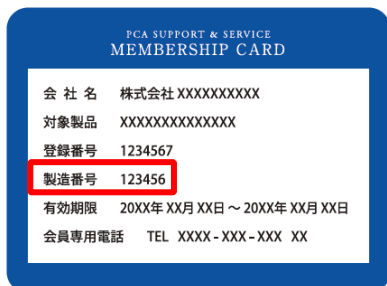 PCA SUPPORT & SERVICE
MEMBERSHIP CARD
会 社 名 株式会社 XXXXXXXXXX
対象製品 XXXXXXXXXXXXXX
登録番号 1234567
製造番号 123456
有効期限 20XX年 XX月 XX日 ～ 20XX年 XX月 XX日
会員専用電話 TEL XXXX - XXX - XXX XX